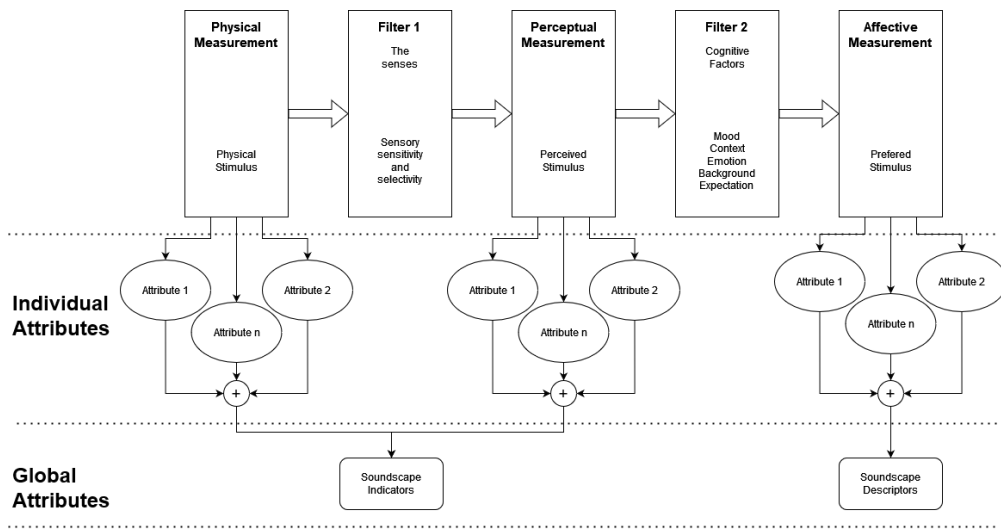 Physical
Measurement
Physical
Stimulus
Filter 1
The
senses
Sensory
sensitivity
and
selectivity
Perceptual
Measurement
Perceived
Stimulus
Filter 2
Cognitive
Factors
Mood
Context
Emotion
Background
Expectation
Affective
Measurement
Prefered
Stimulus
Individual
Attributes
Attribute 1
Attribute 2
Attribute n
+
Attribute 1
Attribute 2
Attribute n
+
Attribute 1
Attribute 2
Attribute n
+
Global
Attributes
Soundscape
Indicators
Soundscape
Descriptors